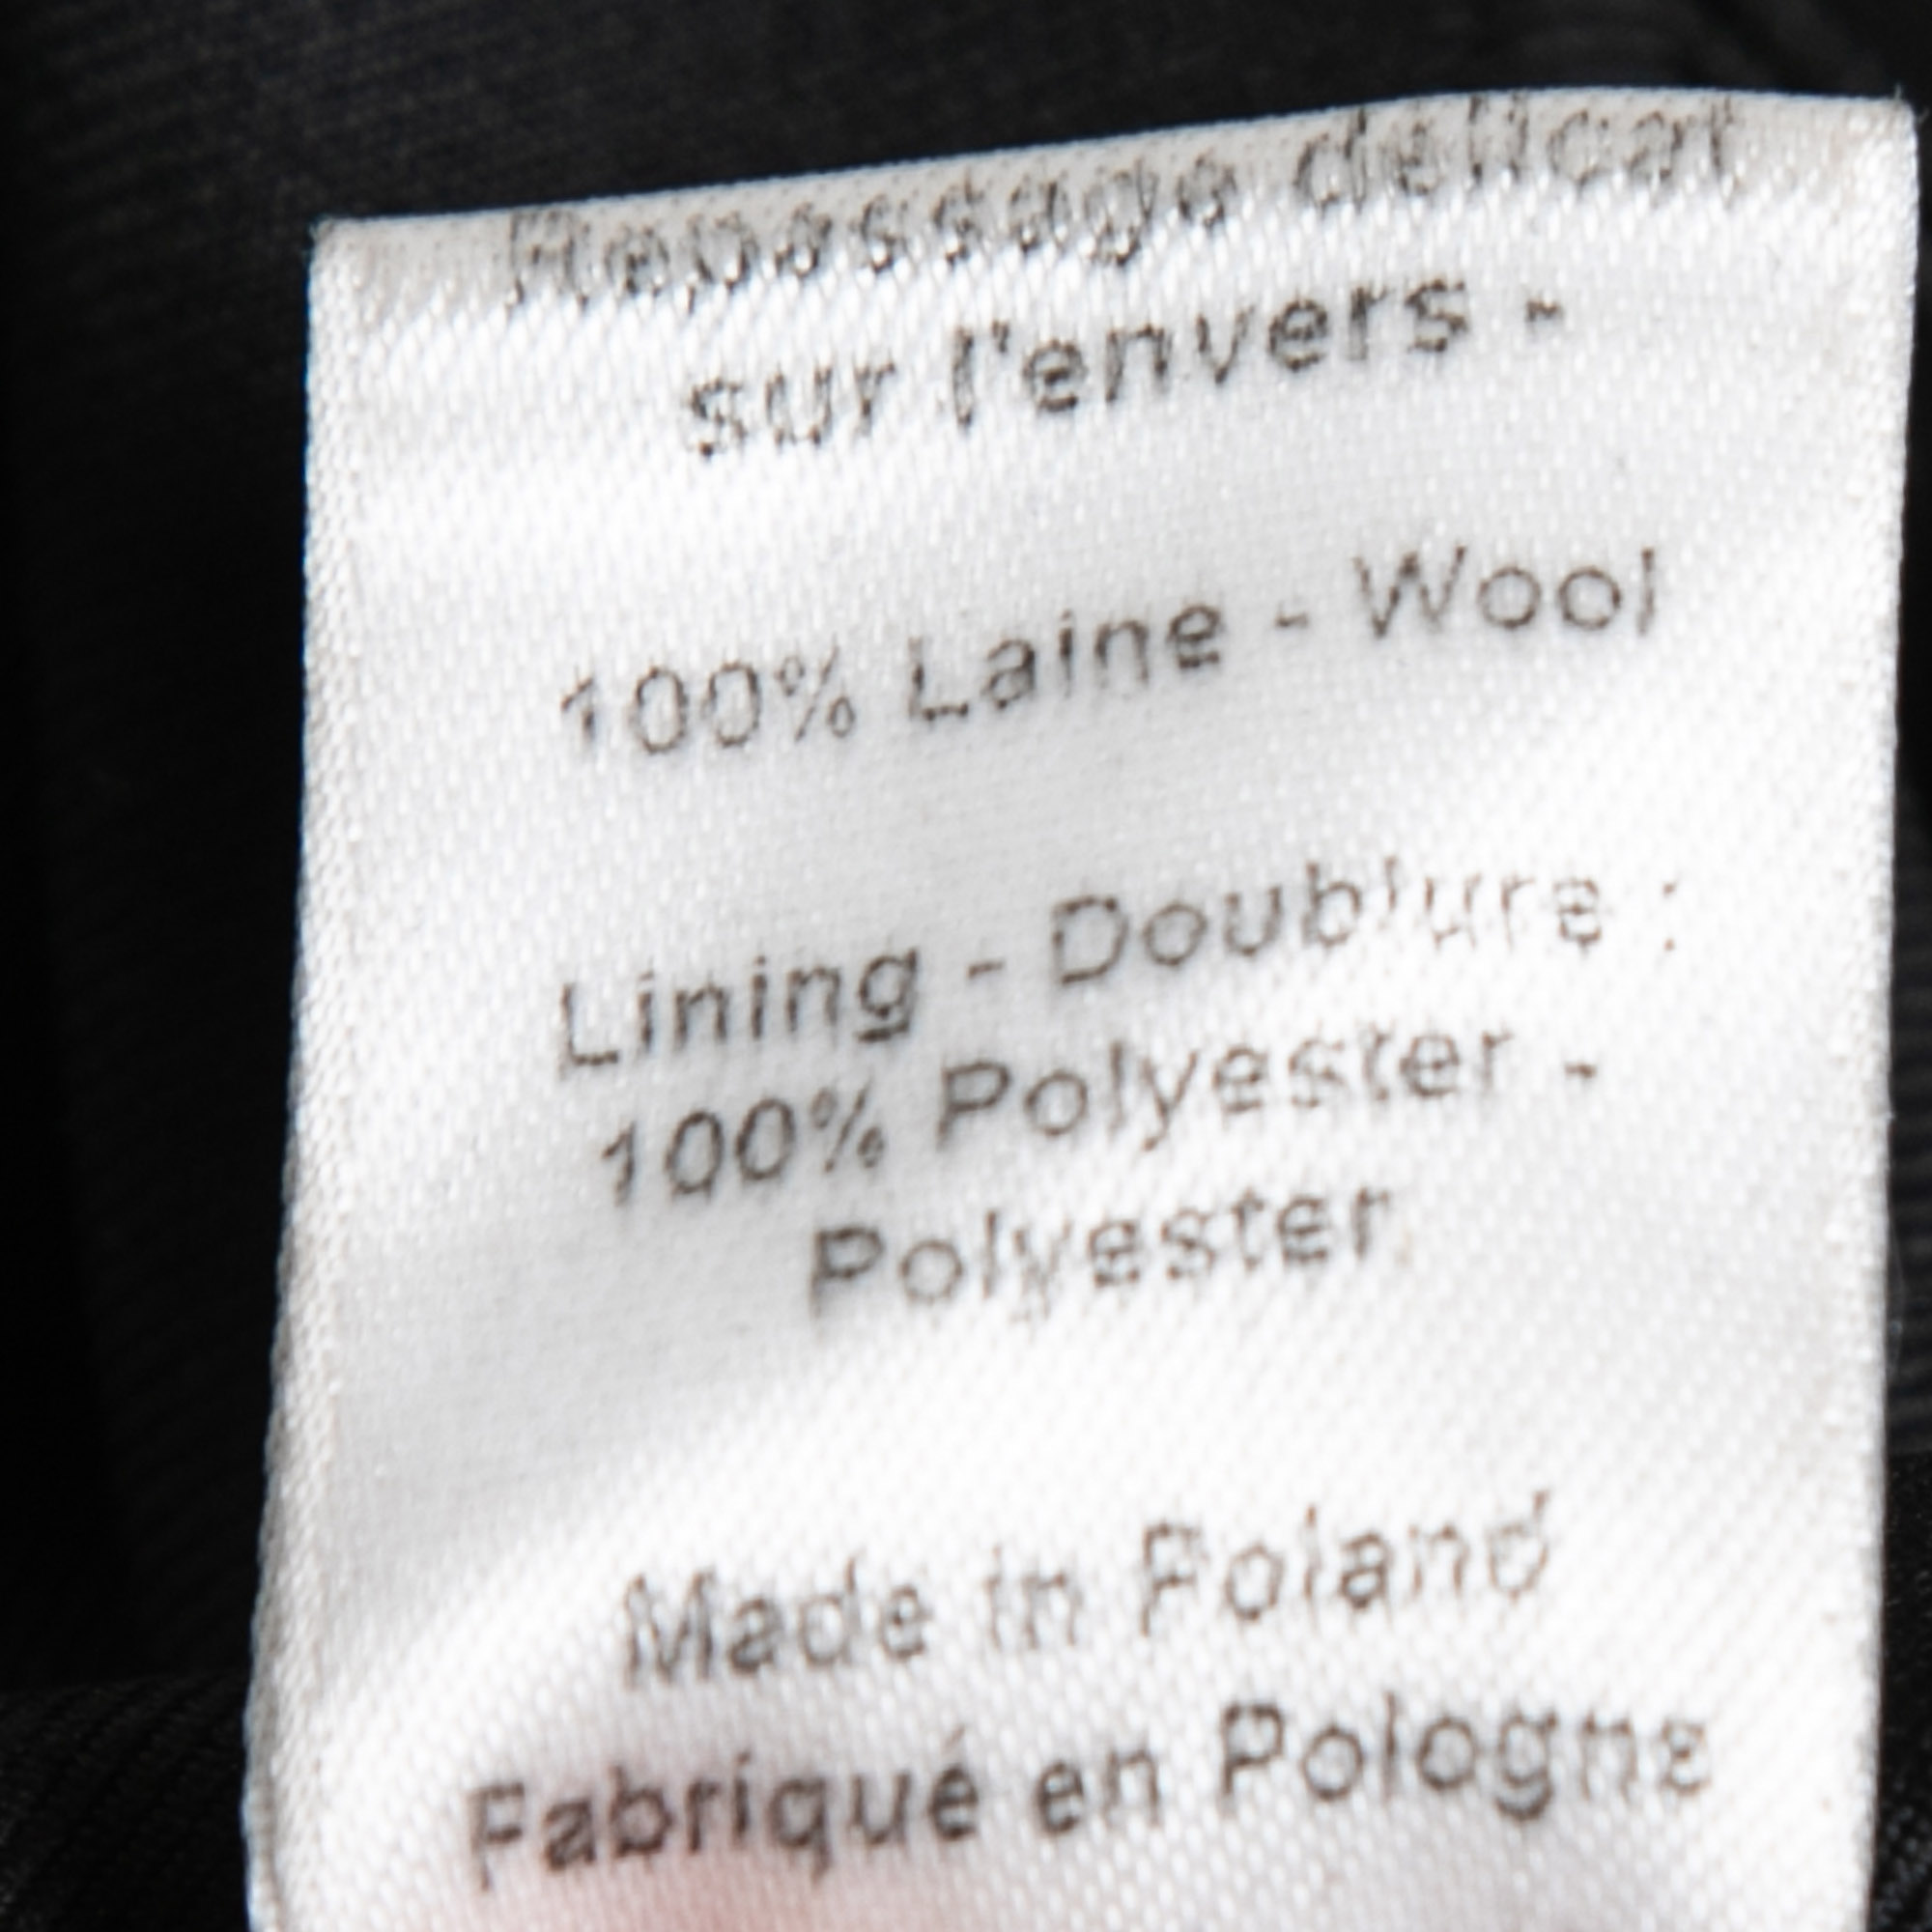 Repassage délicat
sur l'envers -
100% Laine - Wool
Lining - Doublure :
100% Polyester -
Polyester
Made in Poland
Fabriqué en Pologne